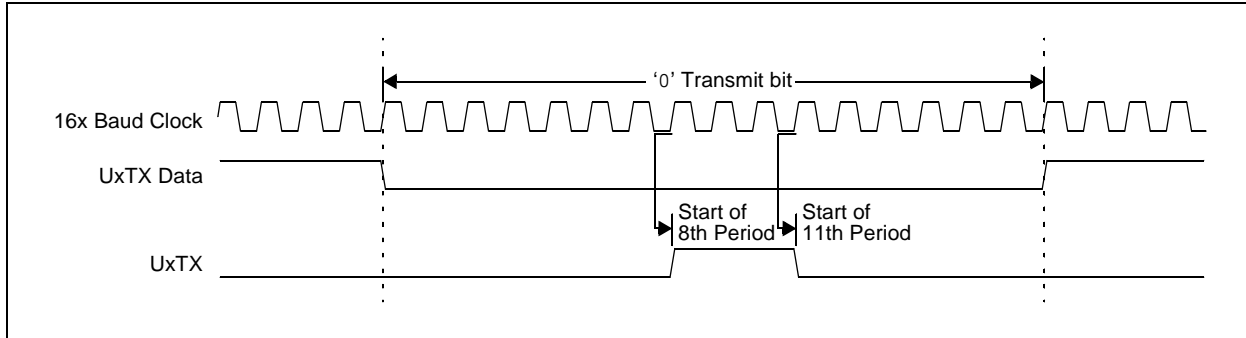 ‘0’ Transmit bit
16x Baud Clock
UxTX Data
Start of
8th Period
Start of
11th Period
UxTX